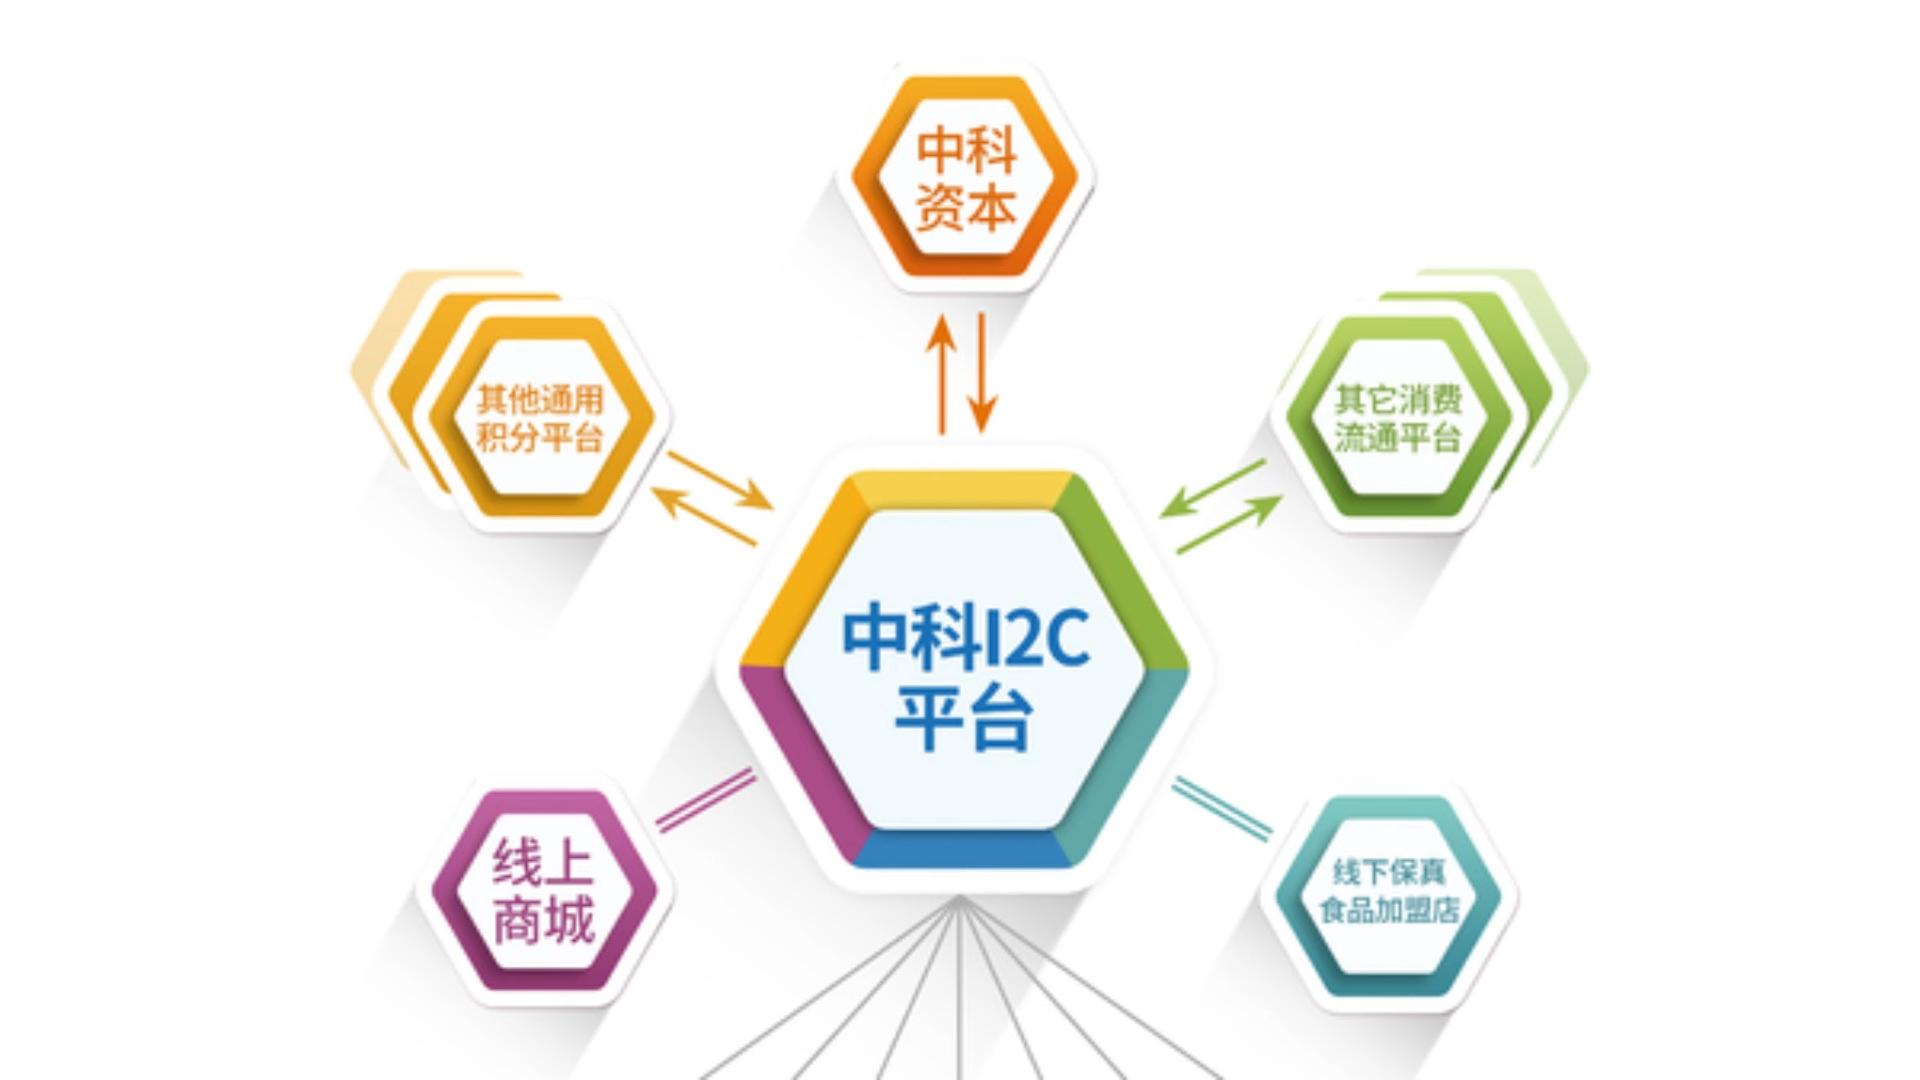 中科
资本
其他通用
积分平台
其它消费
流通平台
中科I2C
平台
线上
商城
线下保真
食品加盟店